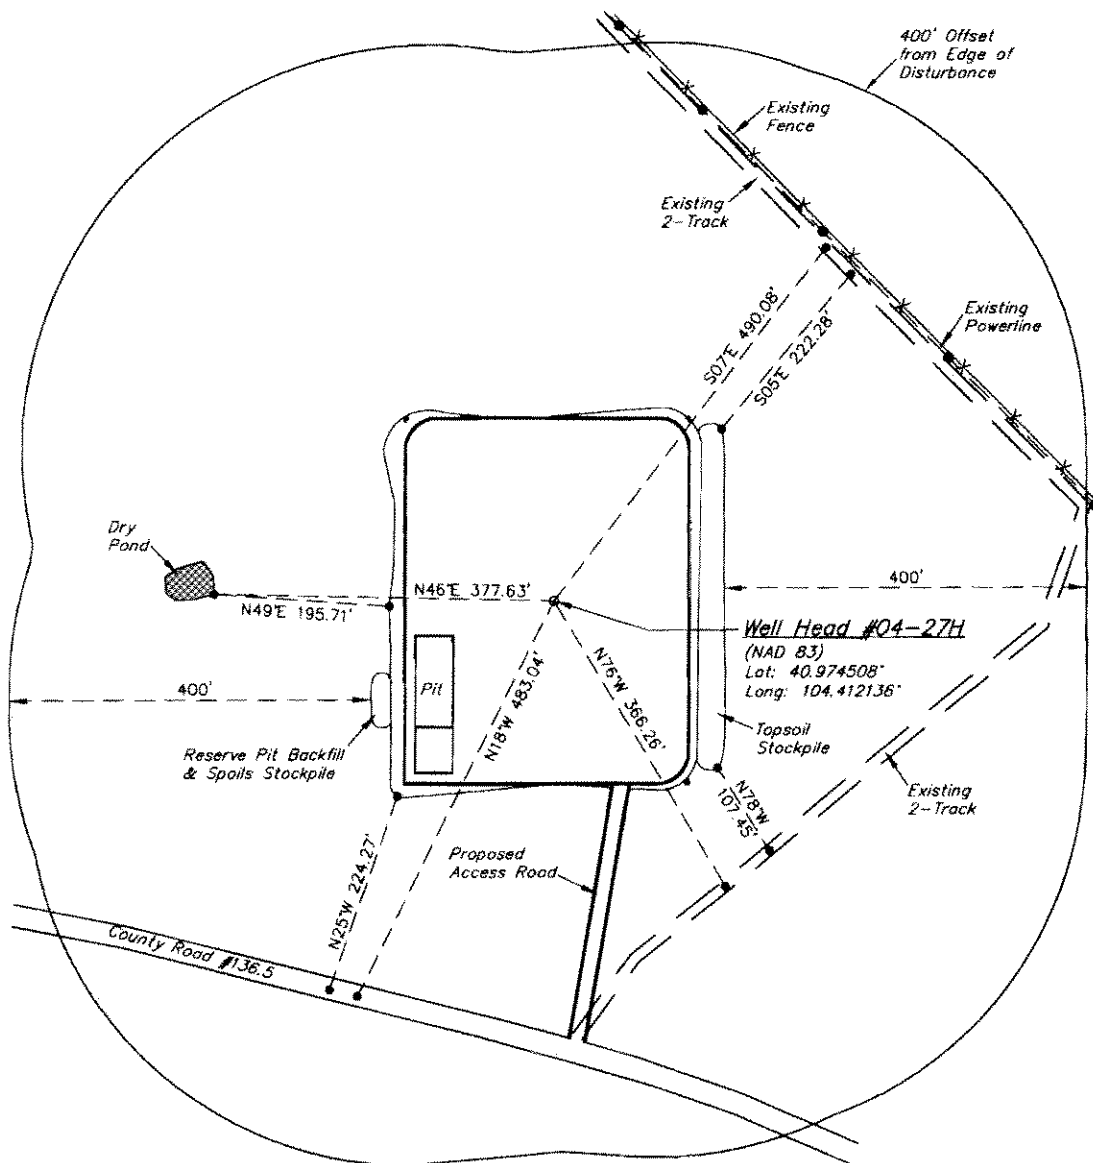 400' Offset
from Edge of
Disturbance
Existing
Fence
Existing
2-Track
Existing
Powerline
S07°E 490.08'
S05°E 222.28'
Dry
Pond
N46°E 377.63'
N49°E 195.71'
400'
Well Head #04-27H
(NAD 83)
Lat: 40.974508°
Long: 104.412136°
400'
Pit
N18°W 483.04'
N76°W 366.26'
Reserve Pit Backfill
& Spoils Stockpile
Topsoil
Stockpile
N78°W
107.45'
Existing
2-Track
Proposed
Access Road
N25°W 224.27'
County Road #136.5